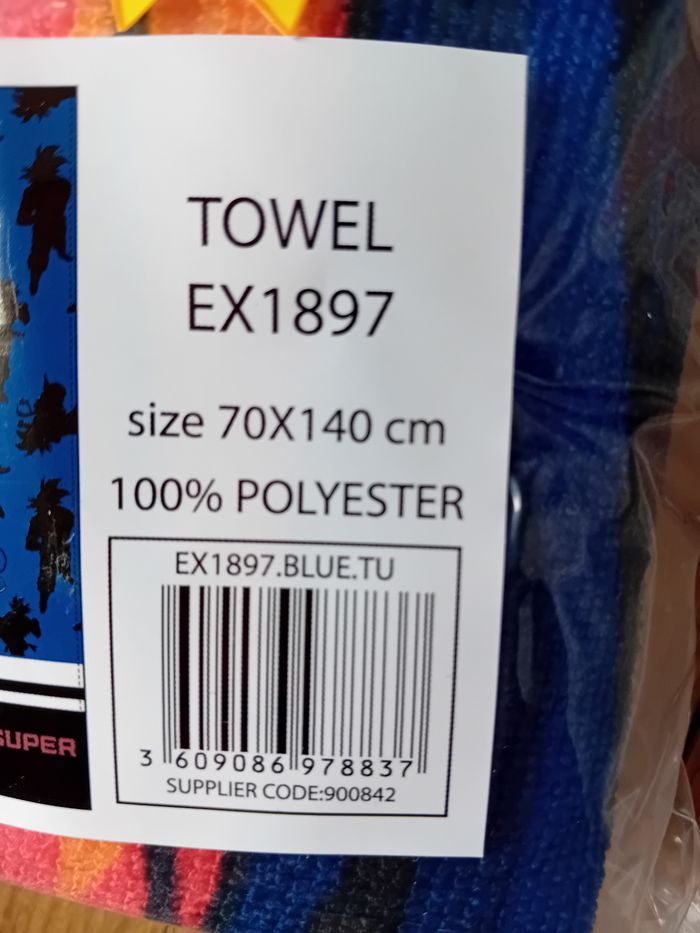 TOWEL
EX1897
size 70X140 cm
100% POLYESTER
EX1897.BLUE.TU
3 609086 978837
SUPPLIER CODE:900842
SUPER